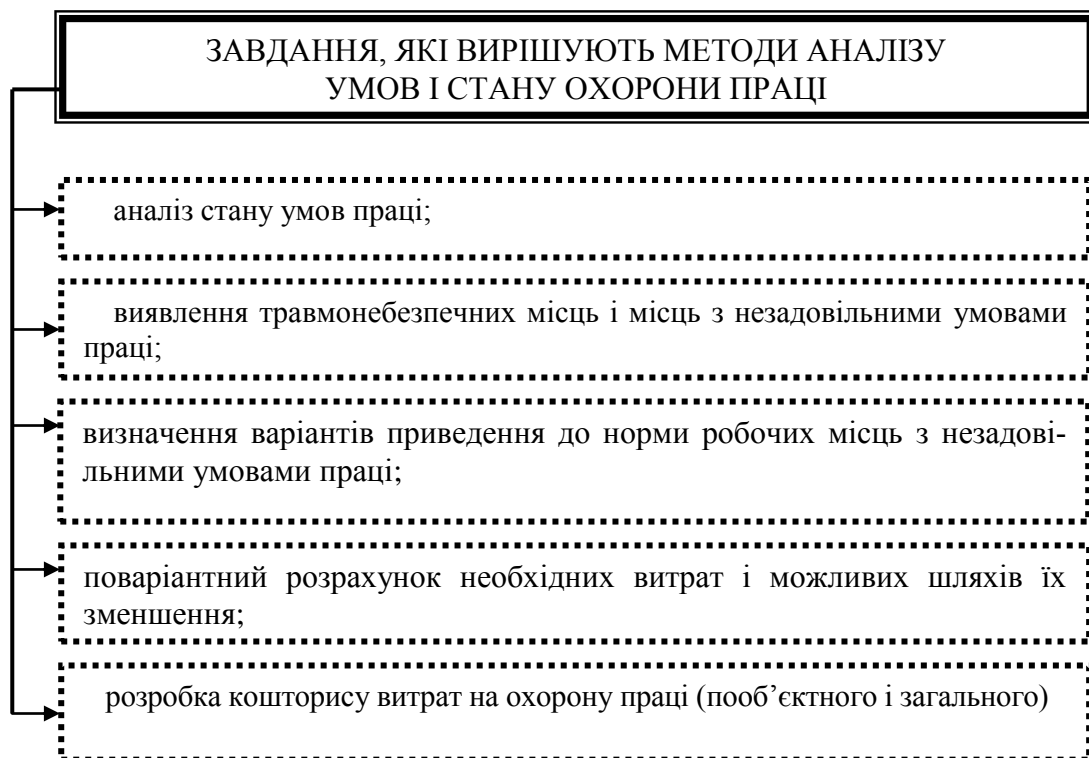 ЗАВДАННЯ, ЯКІ ВИРІШУЮТЬ МЕТОДИ АНАЛІЗУ
УМОВ І СТАНУ ОХОРОНИ ПРАЦІ
аналіз стану умов праці;
виявлення травмонебезпечних місць і місць з незадовільними умовами
праці;
визначення варіантів приведення до норми робочих місць з незадові-
льними умовами праці;
поваріантний розрахунок необхідних витрат і можливих шляхів їх
зменшення;
розробка кошторису витрат на охорону праці (пооб’єктного і загального)